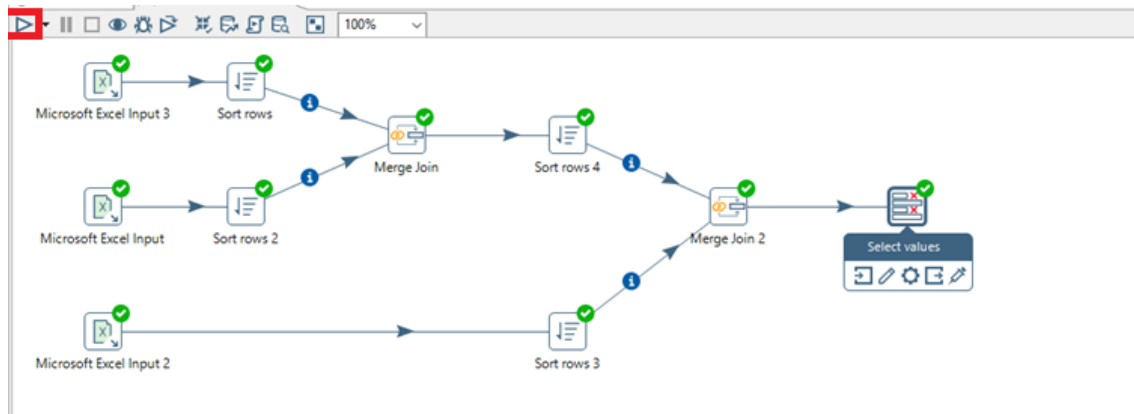 100%
Microsoft Excel Input 3
Sort rows
Merge Join
Sort rows 4
Microsoft Excel Input
Sort rows 2
Merge Join 2
Select values
Microsoft Excel Input 2
Sort rows 3